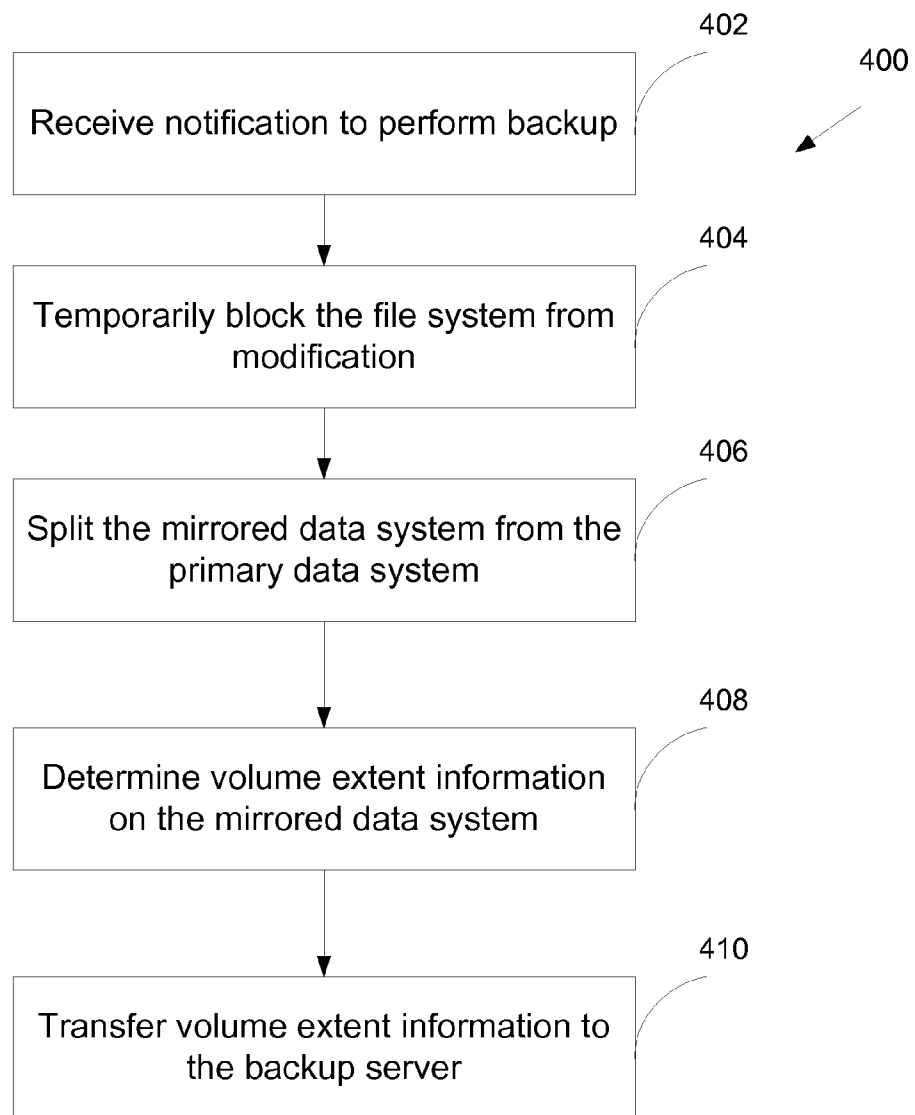 402
400
Receive notification to perform backup
404
Temporarily block the file system from
modification
406
Split the mirrored data system from the
primary data system
408
Determine volume extent information
on the mirrored data system
410
Transfer volume extent information to
the backup server